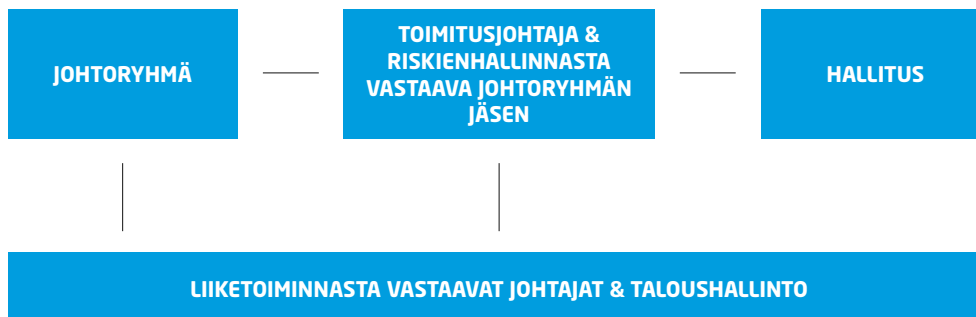 JOHTORYHMÄ
TOIMITUSJOHTAJA &
RISKIENHALLINNASTA
VASTAAVA JOHTORYHMÄN
JÄSEN
HALLITUS
LIIKETOIMINNASTA VASTAAVAT JOHTAJAT & TALOUSHALLINTO